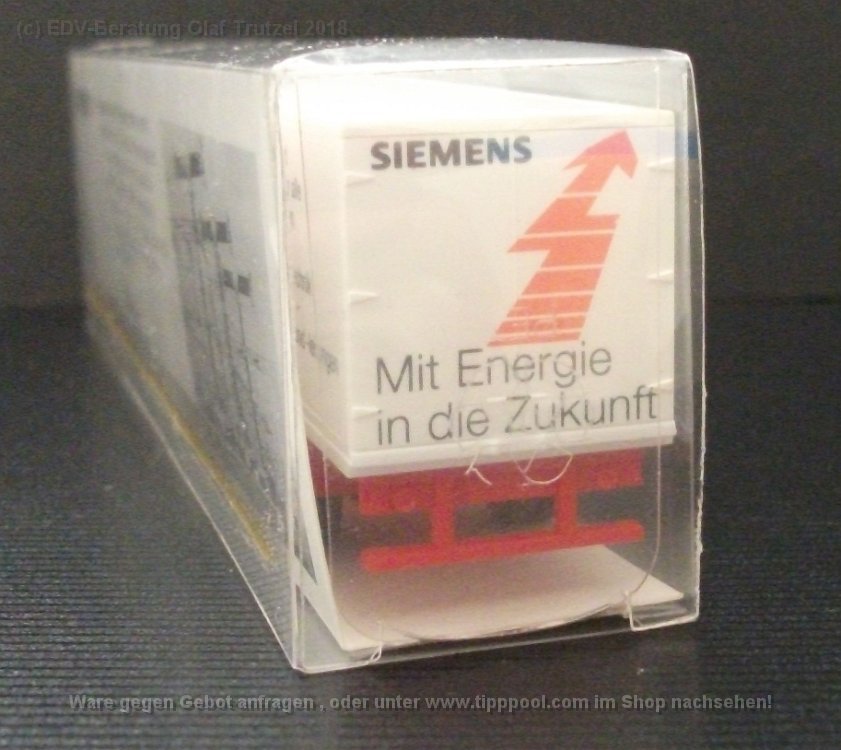 (c) EDV-Beratung Olaf Trutzel 2018
SIEMENS
Mit Energie
in die Zukunft
Ware gegen Gebot anfragen , oder unter www.tipppool.com im Shop nachsehen!